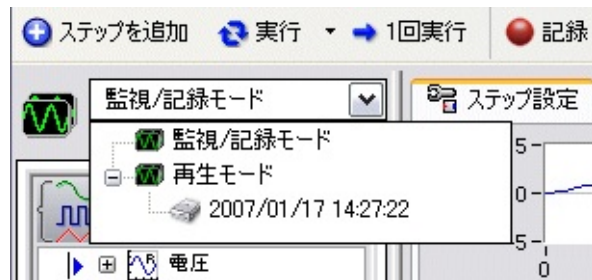 ステップを追加 実行 1回実行 記録
監視/記録モード ステップ設定
監視/記録モード
再生モード
2007/01/17 14:27:22
電圧
5
0
5
0